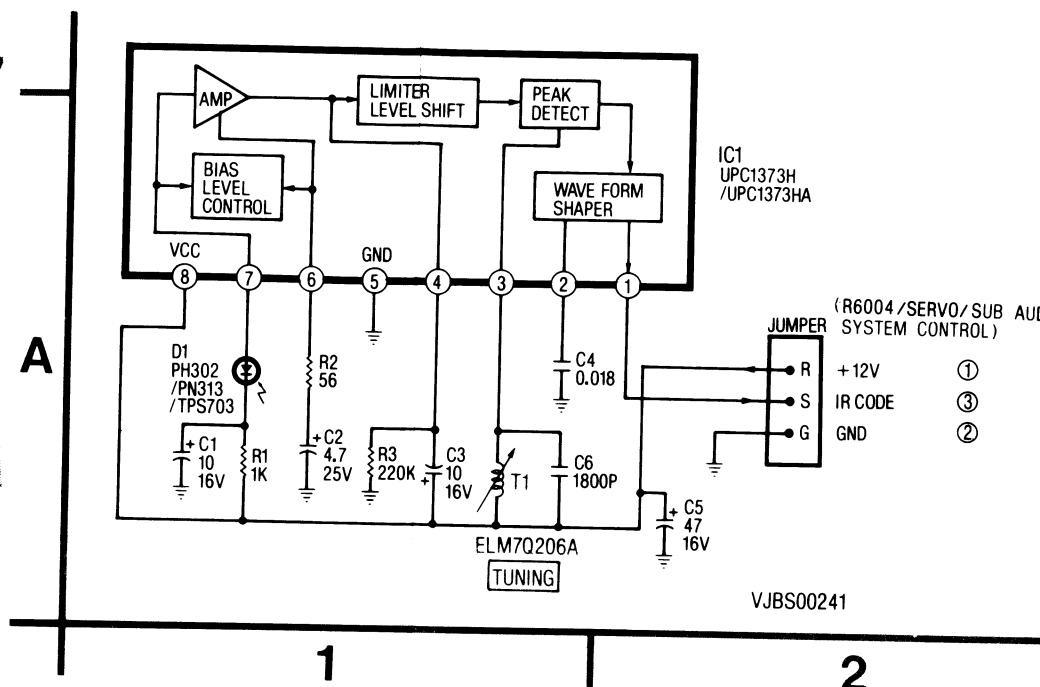 AMP
LIMITER
LEVEL SHIFT
PEAK
DETECT
BIAS
LEVEL
CONTROL
WAVE FORM
SHAPER
IC1
UPC1373H
/UPC1373HA
VCC
GND
8
7
6
5
4
3
2
1
D1
PH302
/PN313
/TPS703
R2
56
C4
0.018
C1
+
10
16V
R1
1K
C2
+
4.7
25V
R3
220K
C3
10
+
16V
T1
C6
1800P
C5
+
47
16V
ELM7Q206A
TUNING
(R6004/SERVO/SUB AUD
SYSTEM CONTROL)
JUMPER
R +12V ①
S IR CODE ③
G GND ②
VJBS00241
A
1
2